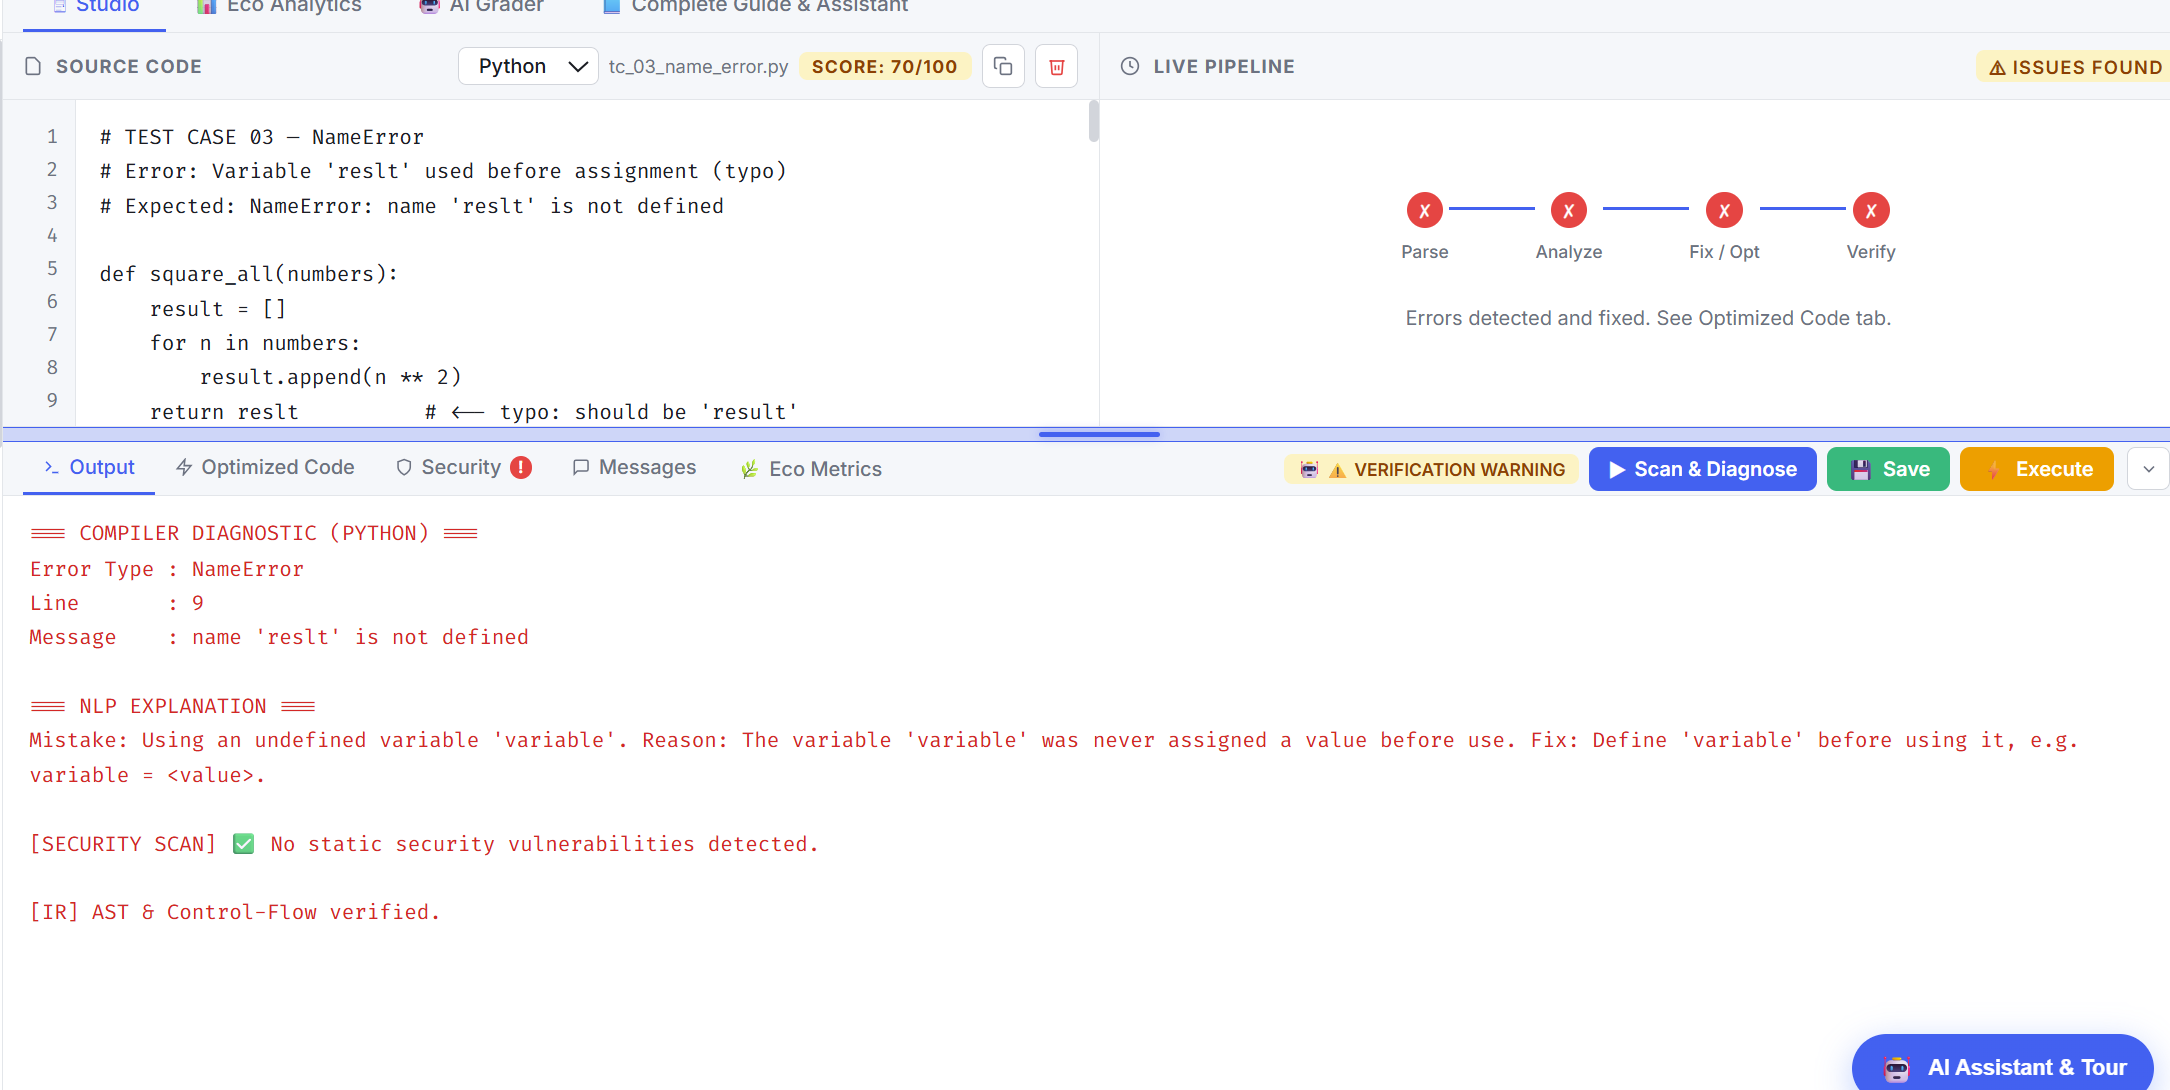 Studio
Eco Analytics
AI Grader
Complete Guide & Assistant
SOURCE CODE
Python
tc_03_name_error.py
SCORE: 70/100
LIVE PIPELINE
⚠ ISSUES FOUND
1 # TEST CASE 03 — NameError
2 # Error: Variable 'reslt' used before assignment (typo)
3 # Expected: NameError: name 'reslt' is not defined
4
5 def square_all(numbers):
6     result = []
7     for n in numbers:
8         result.append(n ** 2)
9     return reslt          # <-- typo: should be 'result'
✗ ✗ ✗ ✗
Parse Analyze Fix / Opt Verify
Errors detected and fixed. See Optimized Code tab.
Output
Optimized Code
Security !
Messages
Eco Metrics
⚠ VERIFICATION WARNING
▶ Scan & Diagnose
Save
Execute
=== COMPILER DIAGNOSTIC (PYTHON) ===
Error Type : NameError
Line       : 9
Message    : name 'reslt' is not defined
=== NLP EXPLANATION ===
Mistake: Using an undefined variable 'variable'. Reason: The variable 'variable' was never assigned a value before use. Fix: Define 'variable' before using it, e.g.
variable = <value>.
[SECURITY SCAN] ✅ No static security vulnerabilities detected.
[IR] AST & Control-Flow verified.
AI Assistant & Tour